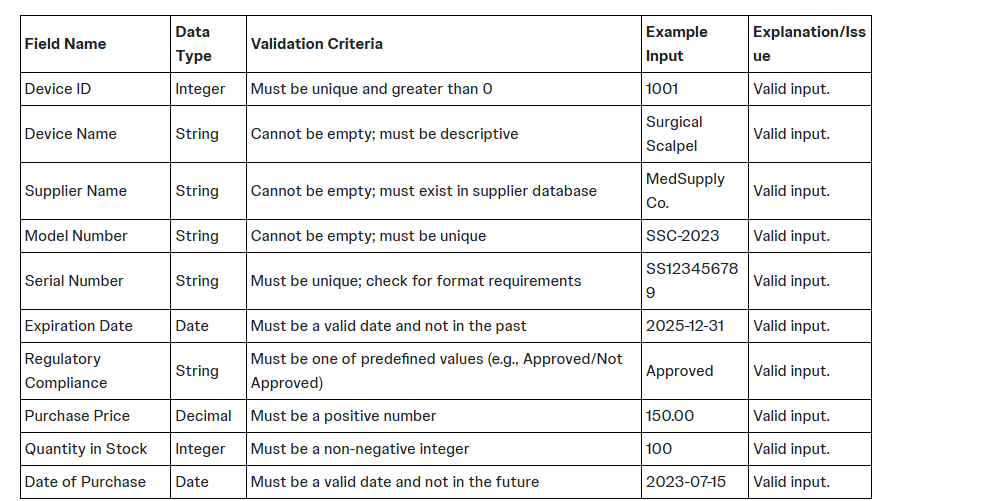 Field Name Data Type Validation Criteria Example Input Explanation/Issue
Device ID Integer Must be unique and greater than 0 1001 Valid input.
Device Name String Cannot be empty; must be descriptive Surgical Scalpel Valid input.
Supplier Name String Cannot be empty; must exist in supplier database MedSupply Co. Valid input.
Model Number String Cannot be empty; must be unique SSC-2023 Valid input.
Serial Number String Must be unique; check for format requirements SS123456789 Valid input.
Expiration Date Date Must be a valid date and not in the past 2025-12-31 Valid input.
Regulatory Compliance String Must be one of predefined values (e.g., Approved/Not Approved) Approved Valid input.
Purchase Price Decimal Must be a positive number 150.00 Valid input.
Quantity in Stock Integer Must be a non-negative integer 100 Valid input.
Date of Purchase Date Must be a valid date and not in the future 2023-07-15 Valid input.